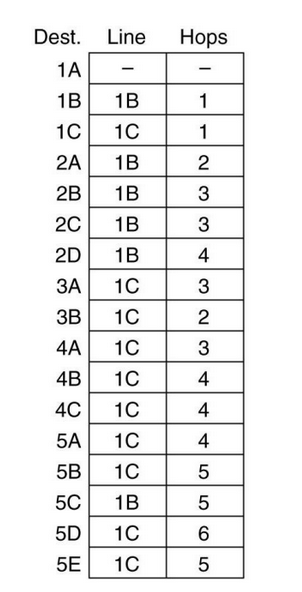 Dest. Line Hops
1A – –
1B 1B 1
1C 1C 1
2A 1B 2
2B 1B 3
2C 1B 3
2D 1B 4
3A 1C 3
3B 1C 2
4A 1C 3
4B 1C 4
4C 1C 4
5A 1C 4
5B 1C 5
5C 1B 5
5D 1C 6
5E 1C 5